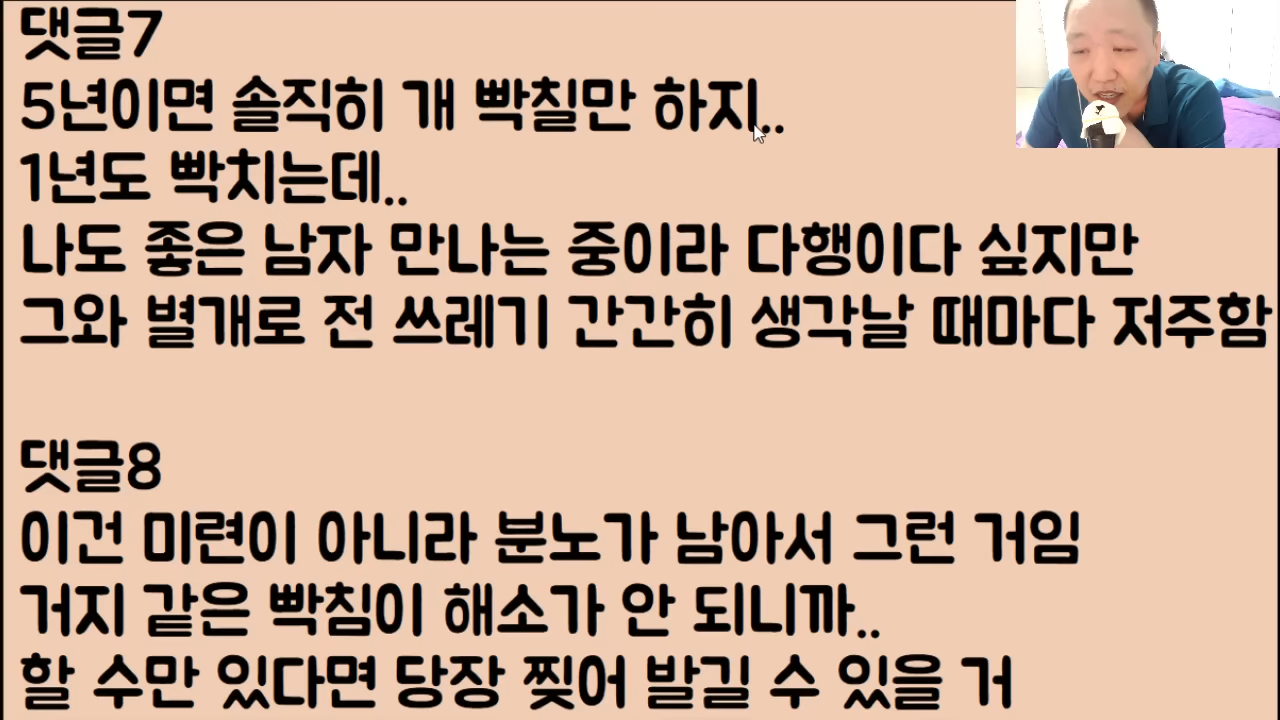 댓글7
5년이면 솔직히 개 빡칠만 하지..
1년도 빡치는데..
나도 좋은 남자 만나는 중이라 다행이다 싶지만
그와 별개로 전 쓰레기 간간히 생각날 때마다 저주함
댓글8
이건 미련이 아니라 분노가 남아서 그런 거임
거지 같은 빡침이 해소가 안 되니까..
할 수만 있다면 당장 찢어 발길 수 있을 거